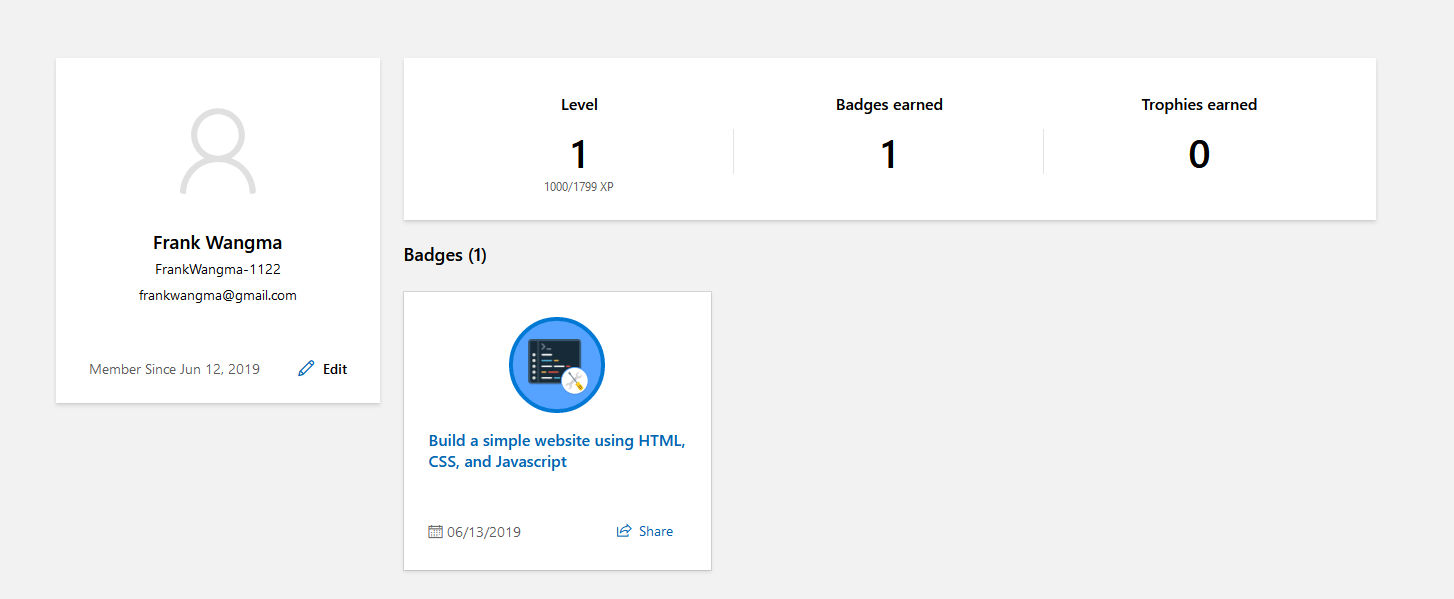 Frank Wangma
FrankWangma-1122
frankwangma@gmail.com
Member Since Jun 12, 2019
Edit
Level
1
1000/1799 XP
Badges earned
1
Trophies earned
0
Badges (1)
Build a simple website using HTML,
CSS, and Javascript
06/13/2019
Share